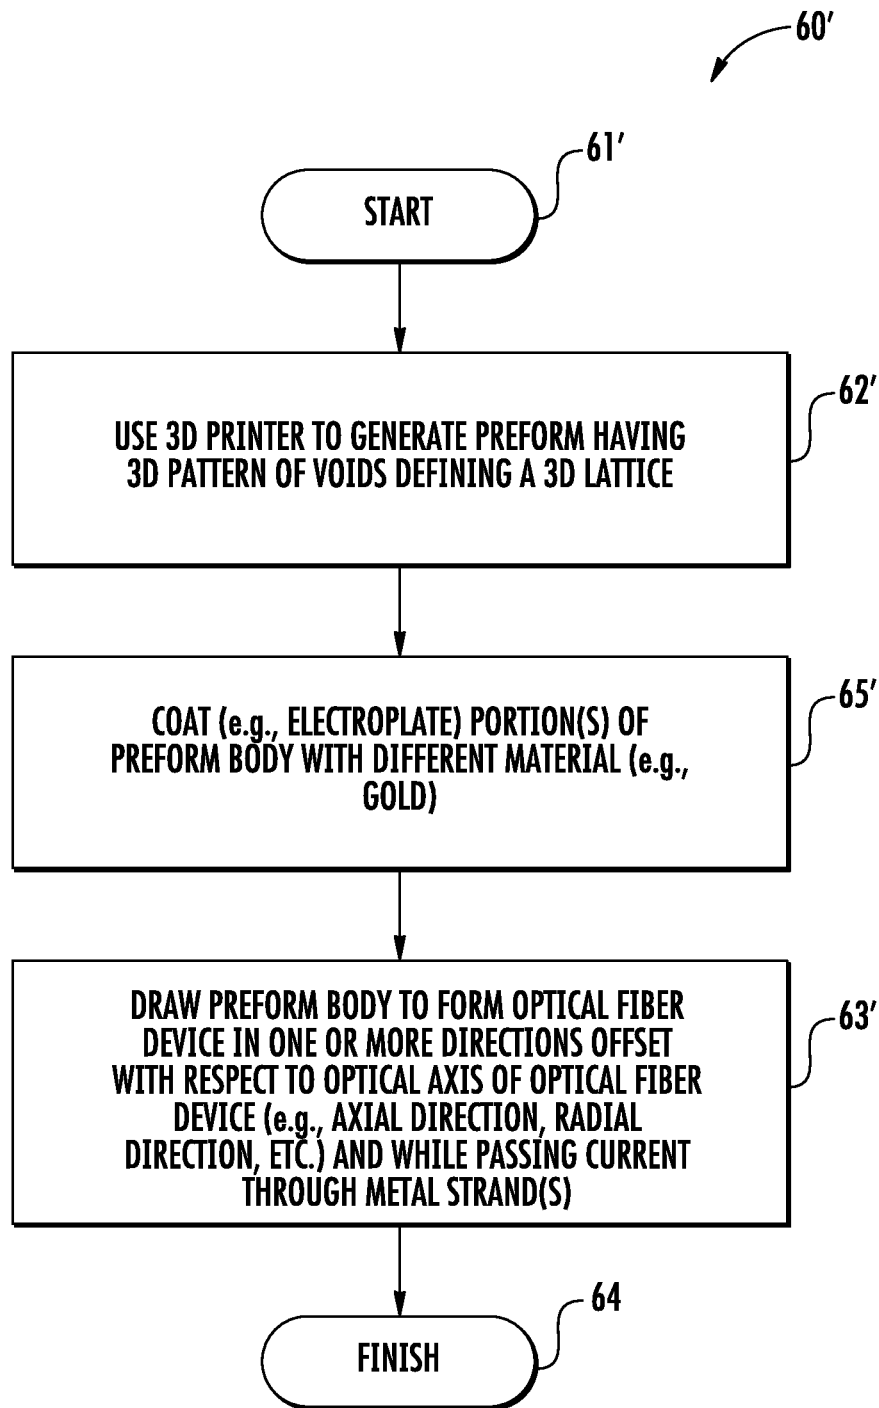 60'
61'
START
62'
USE 3D PRINTER TO GENERATE PREFORM HAVING
3D PATTERN OF VOIDS DEFINING A 3D LATTICE
65'
COAT (e.g., ELECTROPLATE) PORTION(S) OF
PREFORM BODY WITH DIFFERENT MATERIAL (e.g.,
GOLD)
63'
DRAW PREFORM BODY TO FORM OPTICAL FIBER
DEVICE IN ONE OR MORE DIRECTIONS OFFSET
WITH RESPECT TO OPTICAL AXIS OF OPTICAL FIBER
DEVICE (e.g., AXIAL DIRECTION, RADIAL
DIRECTION, ETC.) AND WHILE PASSING CURRENT
THROUGH METAL STRAND(S)
64
FINISH